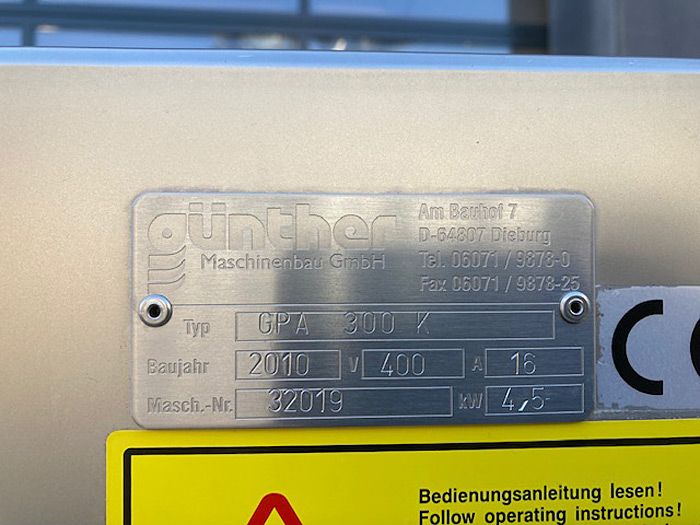 günther
Maschinenbau GmbH
Am Bauhof 7
D-64807 Dieburg
Tel. 06071 / 9878-0
Fax 06071 / 9878-25
Typ GPA 300 K
Baujahr 2010 V 400 A 16
Masch.-Nr. 32019 kW 4,5
CE
Bedienungsanleitung lesen!
Follow operating instructions!